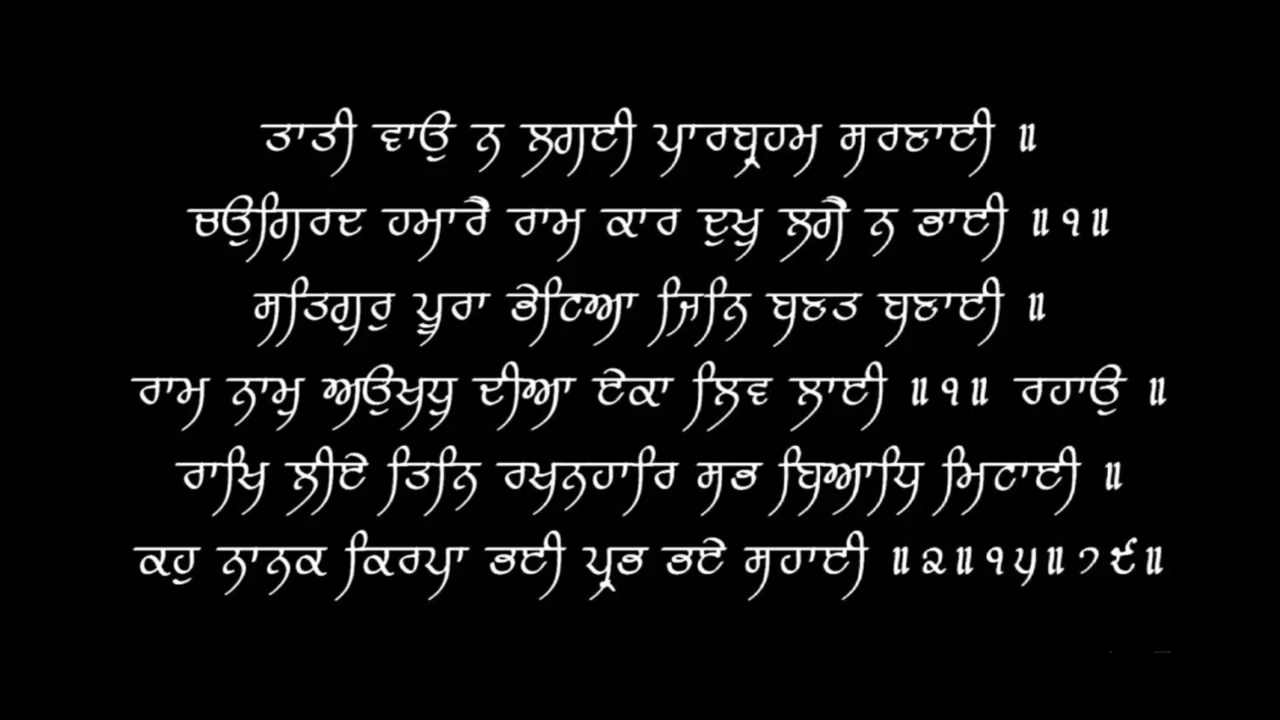 ਤਾਤੀ ਵਾਉ ਨ ਲਗਈ ਪਾਰਬ੍ਰਹਮ ਸਰਣਾਈ ॥
ਚਉਗਿਰਦ ਹਮਾਰੈ ਰਾਮ ਕਾਰ ਦੁਖੁ ਲਗੈ ਨ ਭਾਈ ॥੧॥
ਸਤਿਗੁਰੁ ਪੂਰਾ ਭੇਟਿਆ ਜਿਨਿ ਬਣਤ ਬਣਾਈ ॥
ਰਾਮ ਨਾਮੁ ਅਉਖਧੁ ਦੀਆ ਏਕਾ ਲਿਵ ਲਾਈ ॥੧॥ ਰਹਾਉ ॥
ਰਾਖਿ ਲੀਏ ਤਿਨਿ ਰਖਨਹਾਰਿ ਸਭ ਬਿਆਧਿ ਮਿਟਾਈ ॥
ਕਹੁ ਨਾਨਕ ਕਿਰਪਾ ਭਈ ਪ੍ਰਭ ਭਏ ਸਹਾਈ ॥੨॥੧੫॥੭੯॥